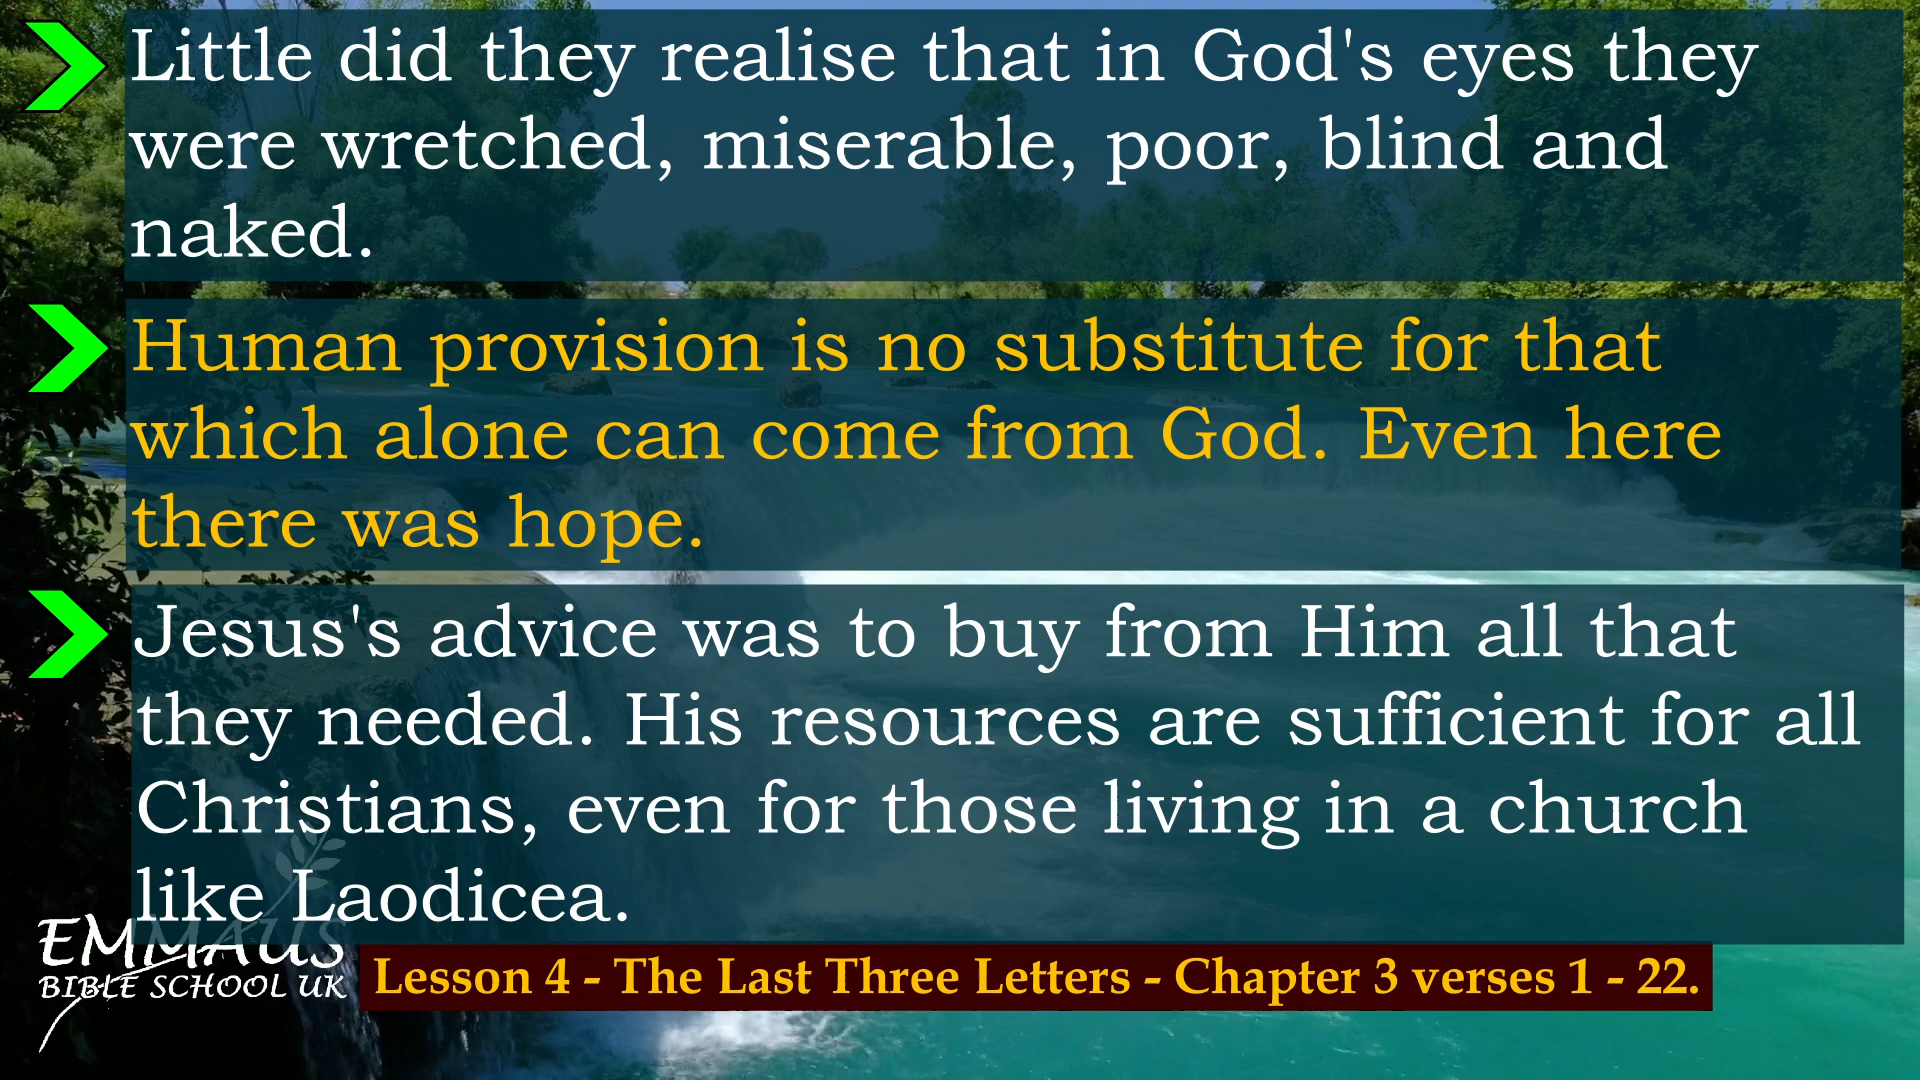 Little did they realise that in God's eyes they
were wretched, miserable, poor, blind and
naked.
Human provision is no substitute for that
which alone can come from God. Even here
there was hope.
Jesus's advice was to buy from Him all that
they needed. His resources are sufficient for all
Christians, even for those living in a church
like Laodicea.
EMMAUS
BIBLE SCHOOL UK
Lesson 4 - The Last Three Letters - Chapter 3 verses 1 - 22.